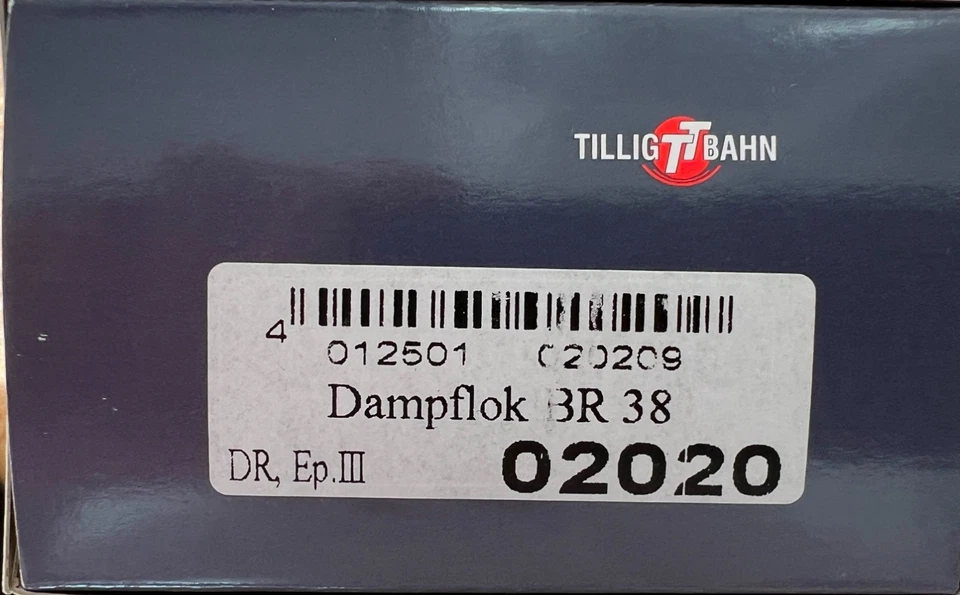 TILLIG TT BAHN
4 012501 020209
Dampflok BR 38
DR, Ep.III
02020